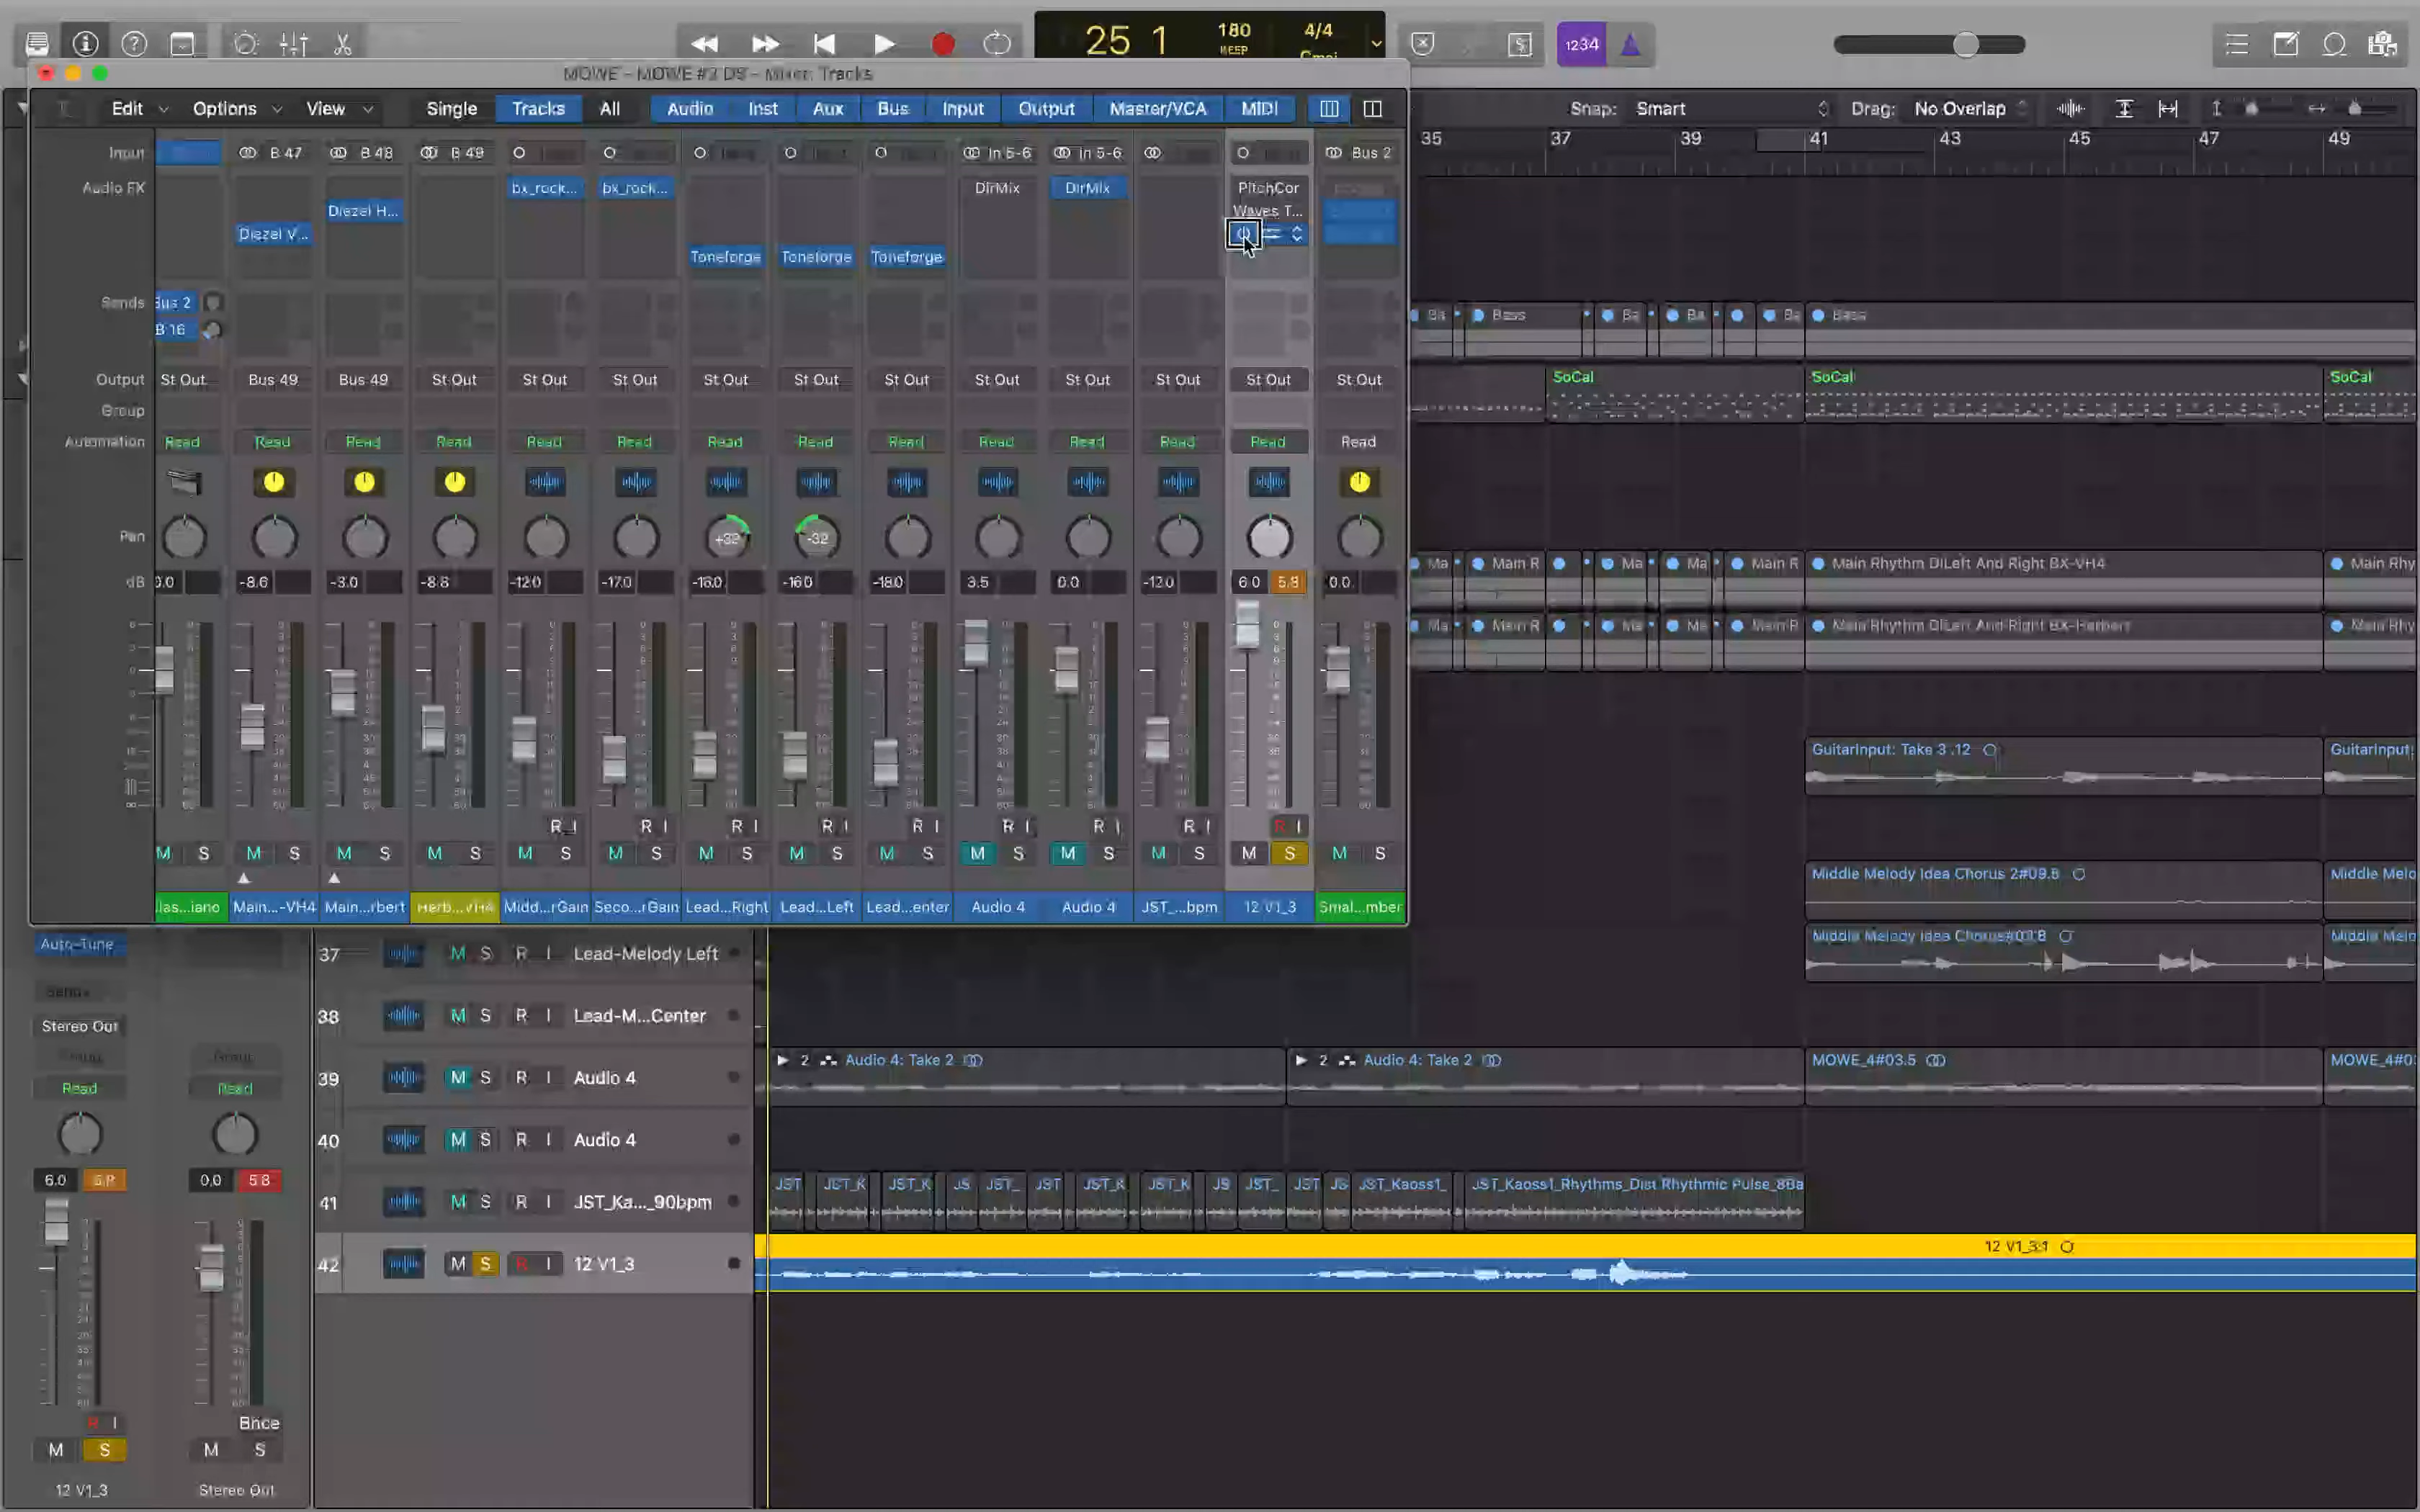 25 1
180
KEEP
4/4
Cmaj
1234
MOWE - MOWE #2 DS - Mixer: Tracks
Edit Options View Single Tracks All Audio Inst Aux Bus Input Output Master/VCA MIDI
Snap: Smart Drag: No Overlap
35 37 39 41 43 45 47 49
Input B 47 B 48 B 49 In 5-6 In 5-6 Bus 2
Audio FX bx_rock... bx_rock... DirMix DirMix PitchCor
Diezel H... Waves T...
Diezel V...
Toneforge Toneforge Toneforge
Sends Bus 2
B 16
Bass Bass
Output St Out Bus 49 Bus 49 St Out St Out St Out St Out St Out St Out St Out St Out St Out St Out St Out
SoCal SoCal SoCal
Group
Automation Read Read Read Read Read Read Read Read Read Read Read Read Read Read
Pan +32 -32
dB 0.0 -8.6 -3.0 -8.8 -12.0 -17.0 -16.0 -16.0 -18.0 3.5 0.0 -12.0 6.0 5.8 0.0
Main R Main R Main Rhythm DILeft And Right BX-VH4 Main Rhy
Main R Main R Main Rhythm DILeft And Right BX-Herbert Main Rhy
GuitarInput: Take 3 .12 GuitarInput:
R I R I R I R I R I R I R I R I R I
M S M S M S M S M S M S M S M S M S M S M S M S M S M S
Middle Melody Idea Chorus 2#09.8 Middle Melo
las...iano Main...-VH4 Main...rbert Herb...VH4 Midd...rGain Seco...rGain Lead...Right Lead...Left Lead...enter Audio 4 Audio 4 JST_...bpm 12 V1_3 Smal...mber
Auto-Tune
37 M S R I Lead-Melody Left
Middle Melody Idea Chorus#07.8 Middle Melo
Sends
Stereo Out
38 M S R I Lead-M...Center
Group Group
Read Read
39 M S R I Audio 4
2 Audio 4: Take 2 2 Audio 4: Take 2 MOWE_4#03.5 MOWE_4#03
40 M S R I Audio 4
6.0 5.8 0.0 5.8
41 M S R I JST_Ka..._90bpm
JST JST_K JST_K JS JST_ JST JST_K JST_K JS JST_ JST JS JST_Kaoss1_ JST_Kaoss1_Rhythms_Dist Rhythmic Pulse_8Ba
42 M S R I 12 V1_3
12 V1_3.1
R I Bnce
M S M S
12 V1_3 Stereo Out